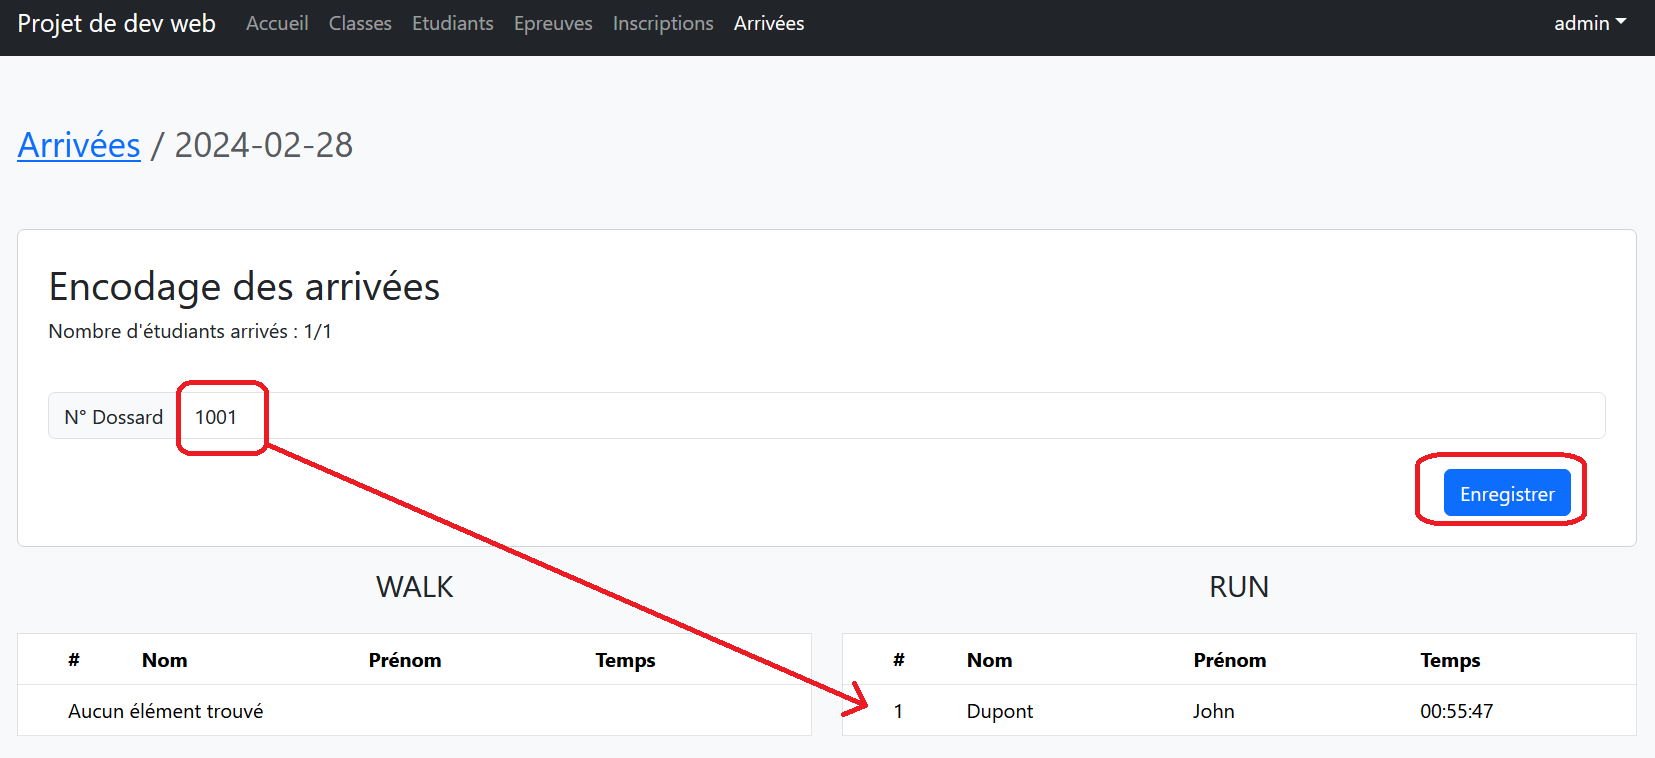 Projet de dev web Accueil Classes Etudiants Epreuves Inscriptions Arrivées admin
Arrivées / 2024-02-28
Encodage des arrivées
Nombre d'étudiants arrivés : 1/1
N° Dossard 1001
Enregistrer
WALK
# Nom Prénom Temps
Aucun élément trouvé
RUN
# Nom Prénom Temps
1 Dupont John 00:55:47